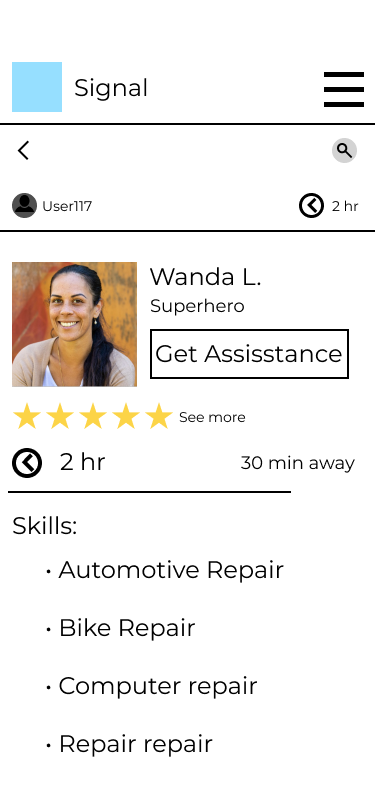 Signal
User117
2 hr
Wanda L.
Superhero
Get Assisstance
See more
2 hr
30 min away
Skills:
• Automotive Repair
• Bike Repair
• Computer repair
• Repair repair